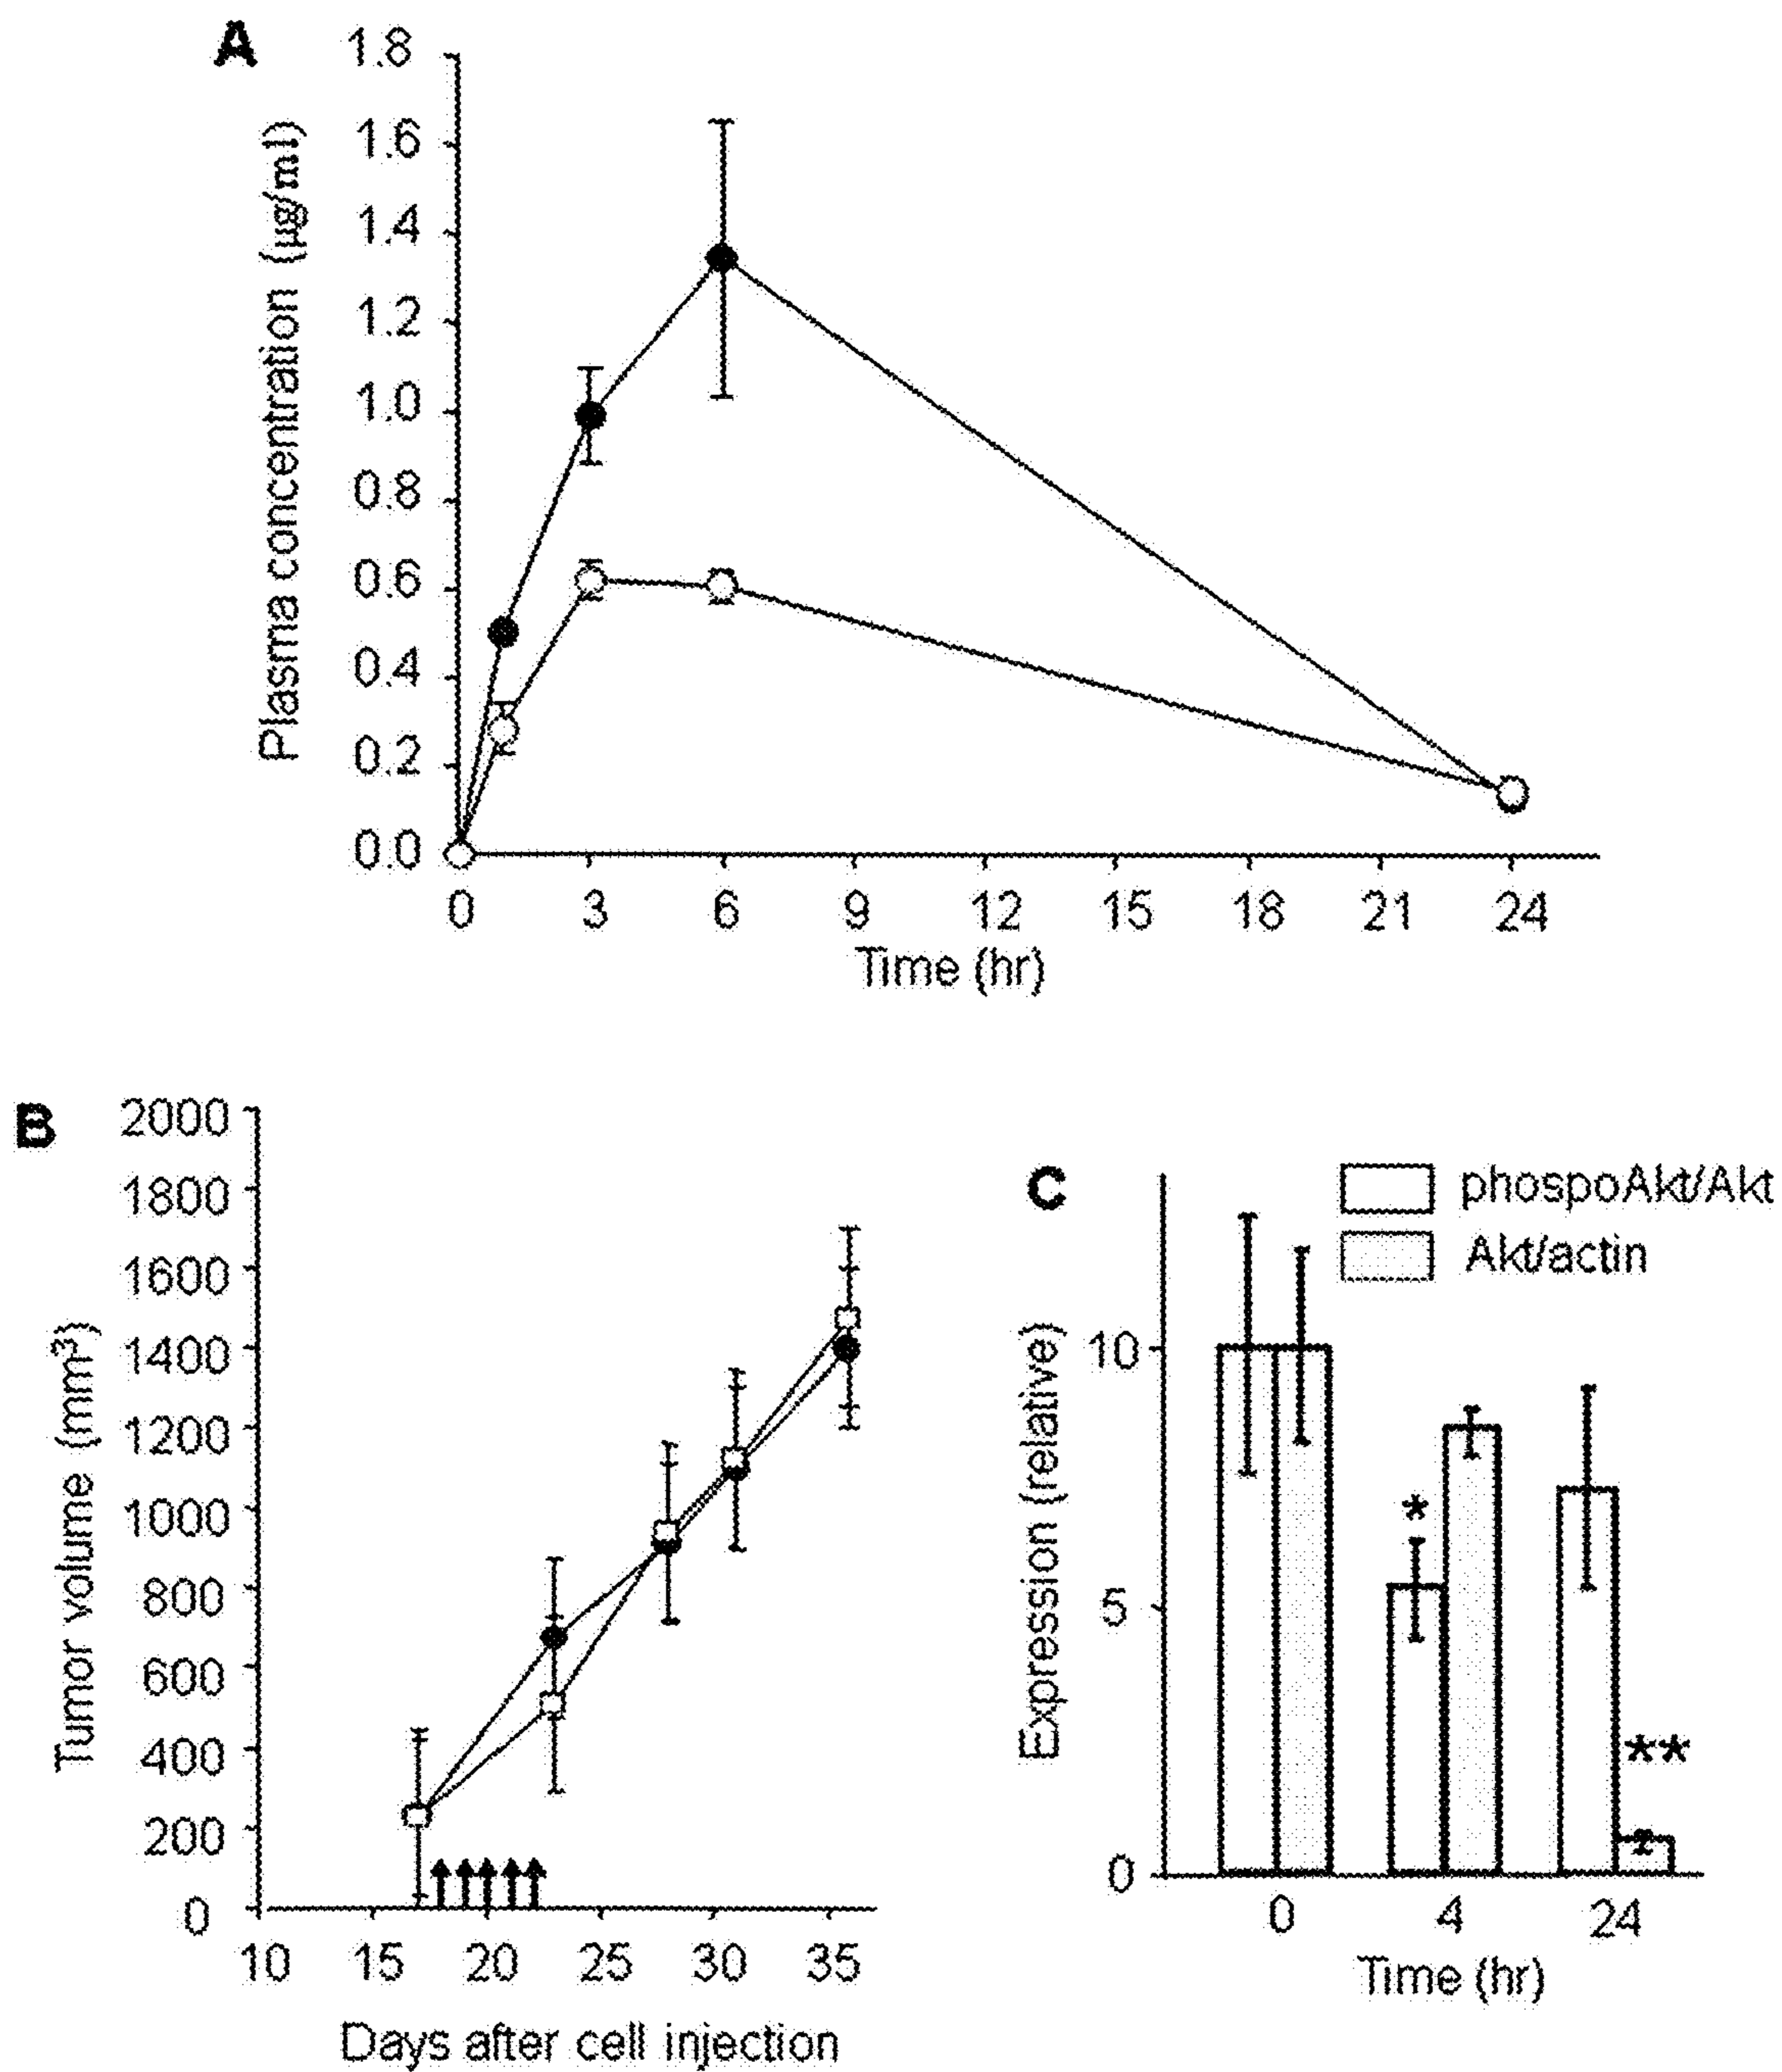 A
1.8
1.6
1.4
1.2
1.0
0.8
0.6
0.4
0.2
0.0
Plasma concentration (µg/ml)
0 3 6 9 12 15 18 21 24
Time (hr)
B
2000
1800
1600
1400
1200
1000
800
600
400
200
0
Tumor volume (mm³)
10 15 20 25 30 35
Days after cell injection
C
phospoAkt/Akt
Akt/actin
10
5
0
Expression (relative)
*
**
0 4 24
Time (hr)